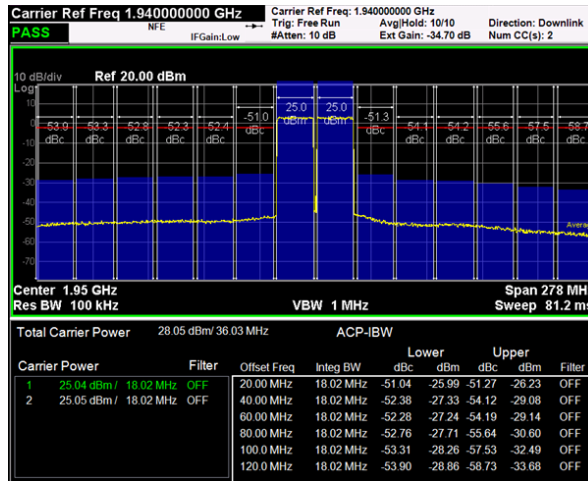 Carrier Ref Freq 1.940000000 GHz
PASS
NFE
IFGain:Low
Carrier Ref Freq: 1.940000000 GHz
Trig: Free Run Avg|Hold: 10/10 Direction: Downlink
#Atten: 10 dB Ext Gain: -34.70 dB Num CC(s): 2
10 dB/div Ref 20.00 dBm
Log
10
0
-10
-20
-30
-40
-50
-60
-70
-53.9 dBc
-53.3 dBc
-52.8 dBc
-52.3 dBc
-52.4 dBc
-51.0 dBc
25.0 dBm
25.0 dBm
-51.3 dBc
-54.1 dBc
-54.2 dBc
-55.6 dBc
-57.5 dBc
-58.7 dBc
Average
Center 1.95 GHz Span 278 MH
Res BW 100 kHz VBW 1 MHz Sweep 81.2 ms
Total Carrier Power 28.05 dBm/ 36.03 MHz ACP-IBW
Lower Upper
Carrier Power Filter
Offset Freq Integ BW dBc dBm dBc dBm Filter
1 25.04 dBm / 18.02 MHz OFF
2 25.05 dBm / 18.02 MHz OFF
20.00 MHz 18.02 MHz -51.04 -25.99 -51.27 -26.23 OFF
40.00 MHz 18.02 MHz -52.38 -27.33 -54.12 -29.08 OFF
60.00 MHz 18.02 MHz -52.28 -27.24 -54.19 -29.14 OFF
80.00 MHz 18.02 MHz -52.76 -27.71 -55.64 -30.60 OFF
100.0 MHz 18.02 MHz -53.31 -28.26 -57.53 -32.49 OFF
120.0 MHz 18.02 MHz -53.90 -28.86 -58.73 -33.68 OFF